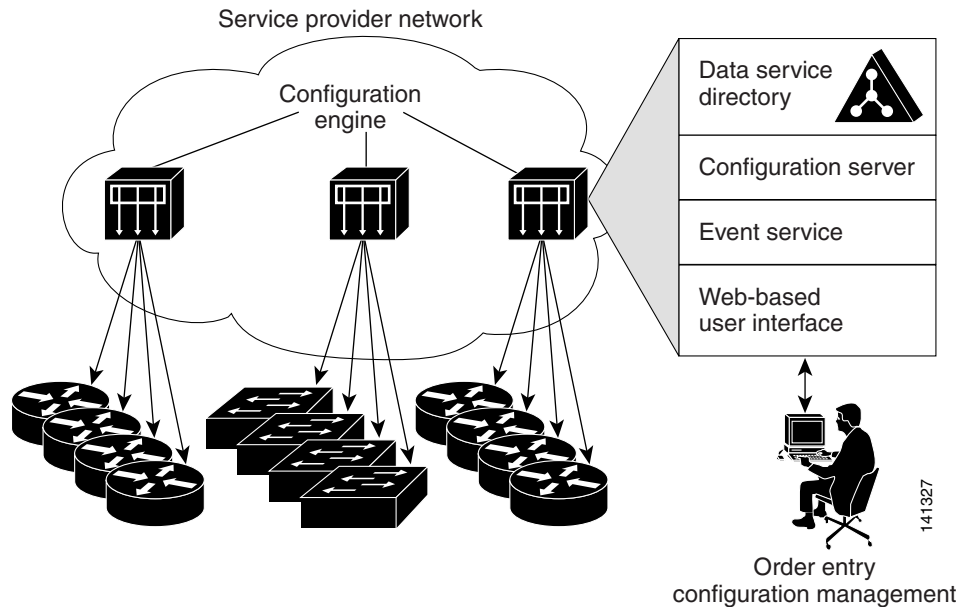 Service provider network
Configuration
engine
Data service
directory
Configuration server
Event service
Web-based
user interface
141327
Order entry
configuration management